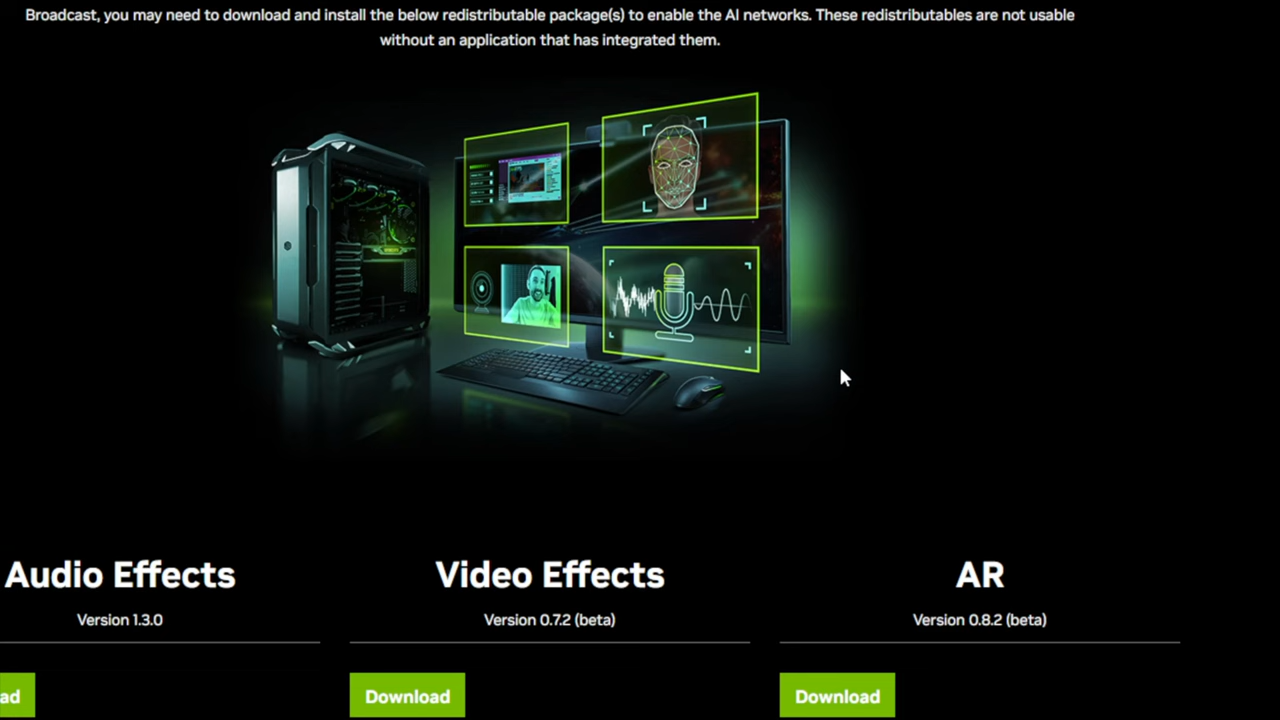 Broadcast, you may need to download and install the below redistributable package(s) to enable the AI networks. These redistributables are not usable
without an application that has integrated them.
Audio Effects
Video Effects
AR
Version 1.3.0
Version 0.7.2 (beta)
Version 0.8.2 (beta)
ad
Download
Download